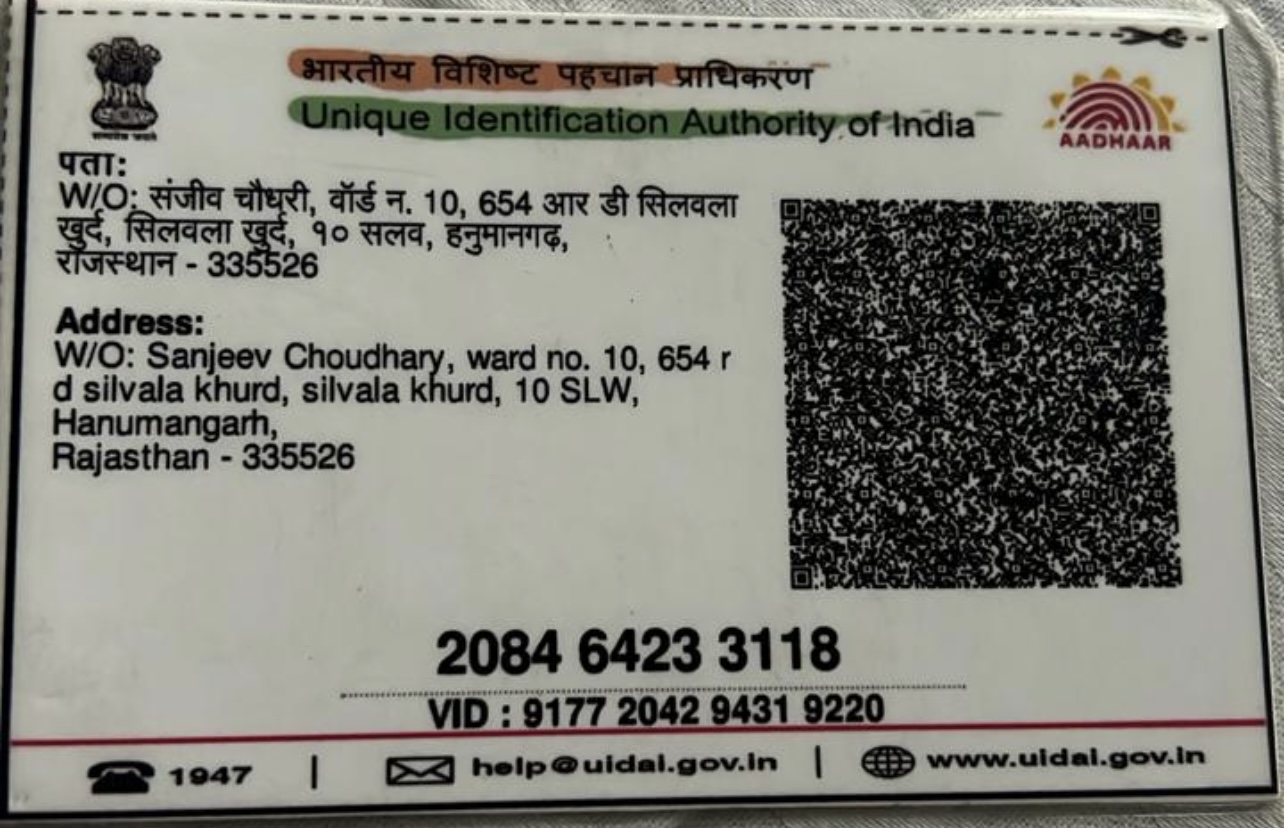 भारतीय विशिष्ट पहचान प्राधिकरण
Unique Identification Authority of India
AADHAAR
पता:
W/O: संजीव चौधरी, वॉर्ड न. 10, 654 आर डी सिलवला
खुर्द, सिलवला खुर्द, १० सलव, हनुमानगढ़,
राजस्थान - 335526
Address:
W/O: Sanjeev Choudhary, ward no. 10, 654 r
d silvala khurd, silvala khurd, 10 SLW,
Hanumangarh,
Rajasthan - 335526
2084 6423 3118
VID : 9177 2042 9431 9220
1947 | help@uidai.gov.in | www.uidai.gov.in